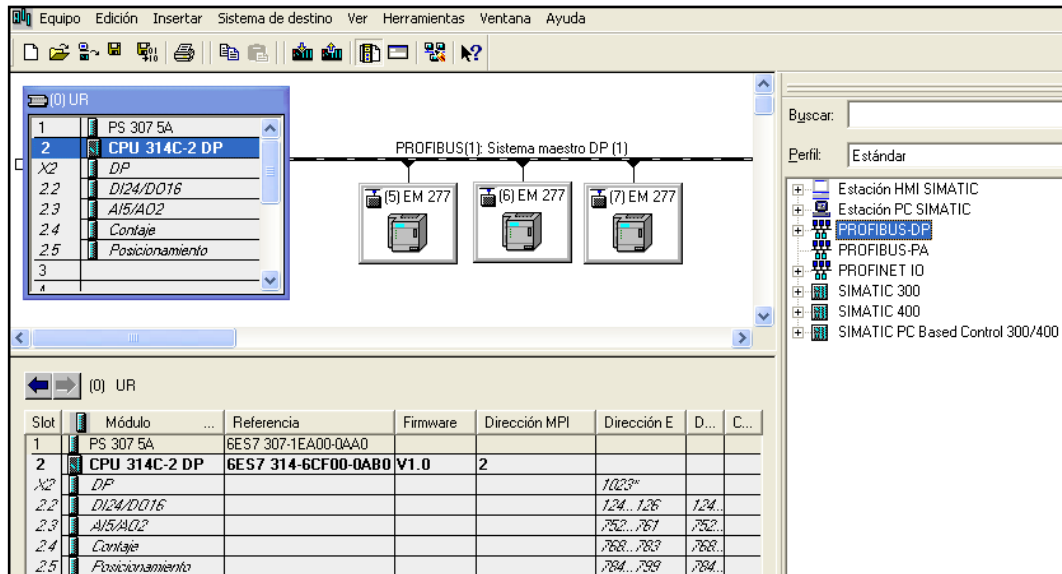 Equipo Edición Insertar Sistema de destino Ver Herramientas Ventana Ayuda
(0) UR
1 PS 307 5A
2 CPU 314C-2 DP
X2 DP
2.2 DI24/DO16
2.3 AI5/AO2
2.4 Contaje
2.5 Posicionamiento
3
4
PROFIBUS(1): Sistema maestro DP (1)
(5) EM 277 (6) EM 277 (7) EM 277
Buscar:
Perfil: Estándar
Estación HMI SIMATIC
Estación PC SIMATIC
PROFIBUS-DP
PROFIBUS-PA
PROFINET IO
SIMATIC 300
SIMATIC 400
SIMATIC PC Based Control 300/400
(0) UR
Slot Módulo ... Referencia Firmware Dirección MPI Dirección E D... C...
1 PS 307 5A 6ES7 307-1EA00-0AA0
2 CPU 314C-2 DP 6ES7 314-6CF00-0AB0 V1.0 2
X2 DP 1023*
2.2 DI24/DO16 124...126 124..
2.3 AI5/AO2 752...761 752..
2.4 Contaje 768...783 768..
2.5 Posicionamiento 784...799 784..